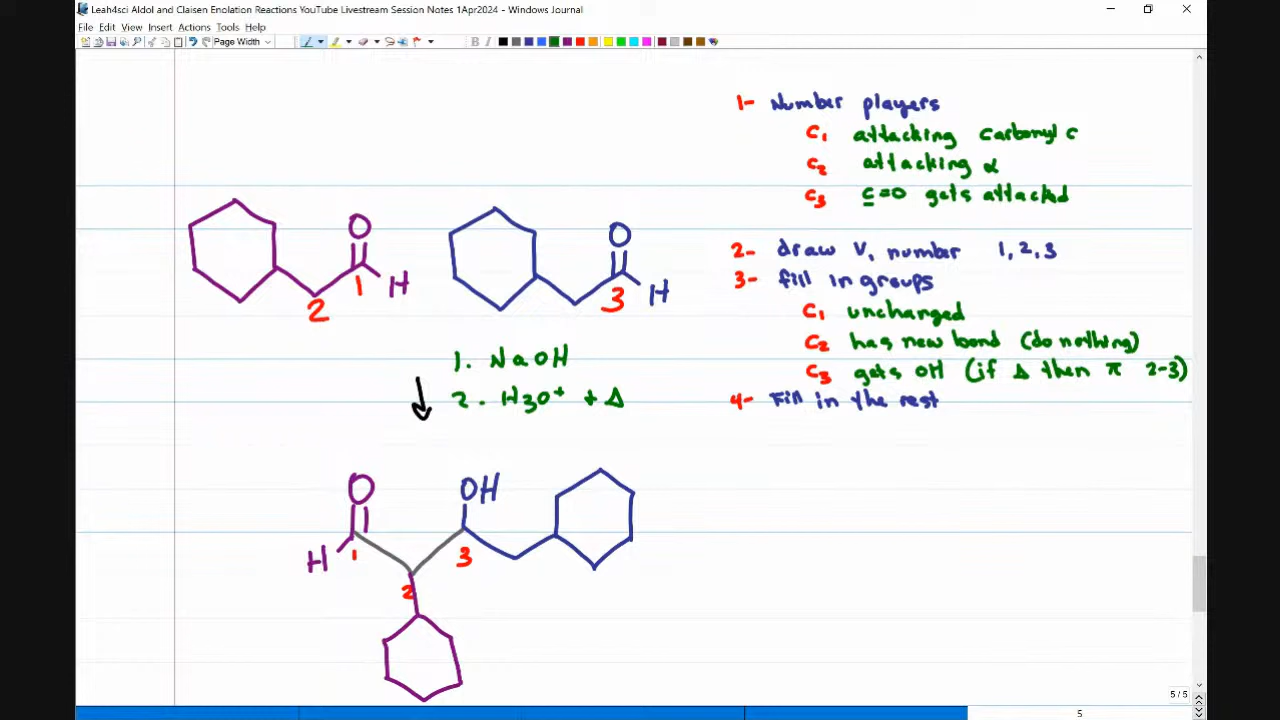 Leah4sci Aldol and Claisen Enolation Reactions YouTube Livestream Session Notes 1Apr2024 - Windows Journal
File Edit View Insert Actions Tools Help
Page Width
B I
1- Number players
C1 attacking carbonyl C
C2 attacking α
C3 C=O gets attacked
2- draw V, number 1, 2, 3
3- fill in groups
C1 uncharged
C2 has new bond (do nothing)
C3 gets OH (if Δ then π 2-3)
4- Fill in the rest
O
H
1
2
O
H
3
1. NaOH
2. H3O+ + Δ
O
OH
H
1
2
3
5 / 5
5